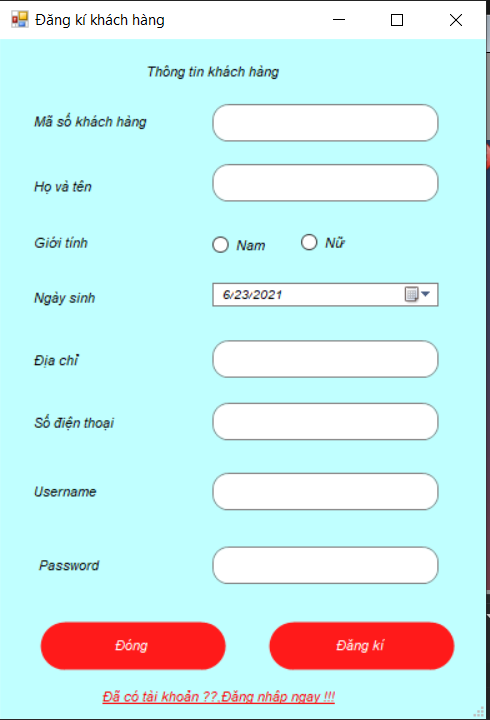 Đăng kí khách hàng
Thông tin khách hàng
Mã số khách hàng
Họ và tên
Giới tính
Nam
Nữ
Ngày sinh
6/23/2021
Địa chỉ
Số điện thoại
Username
Password
Đóng
Đăng kí
Đã có tài khoản ??,Đăng nhập ngay !!!